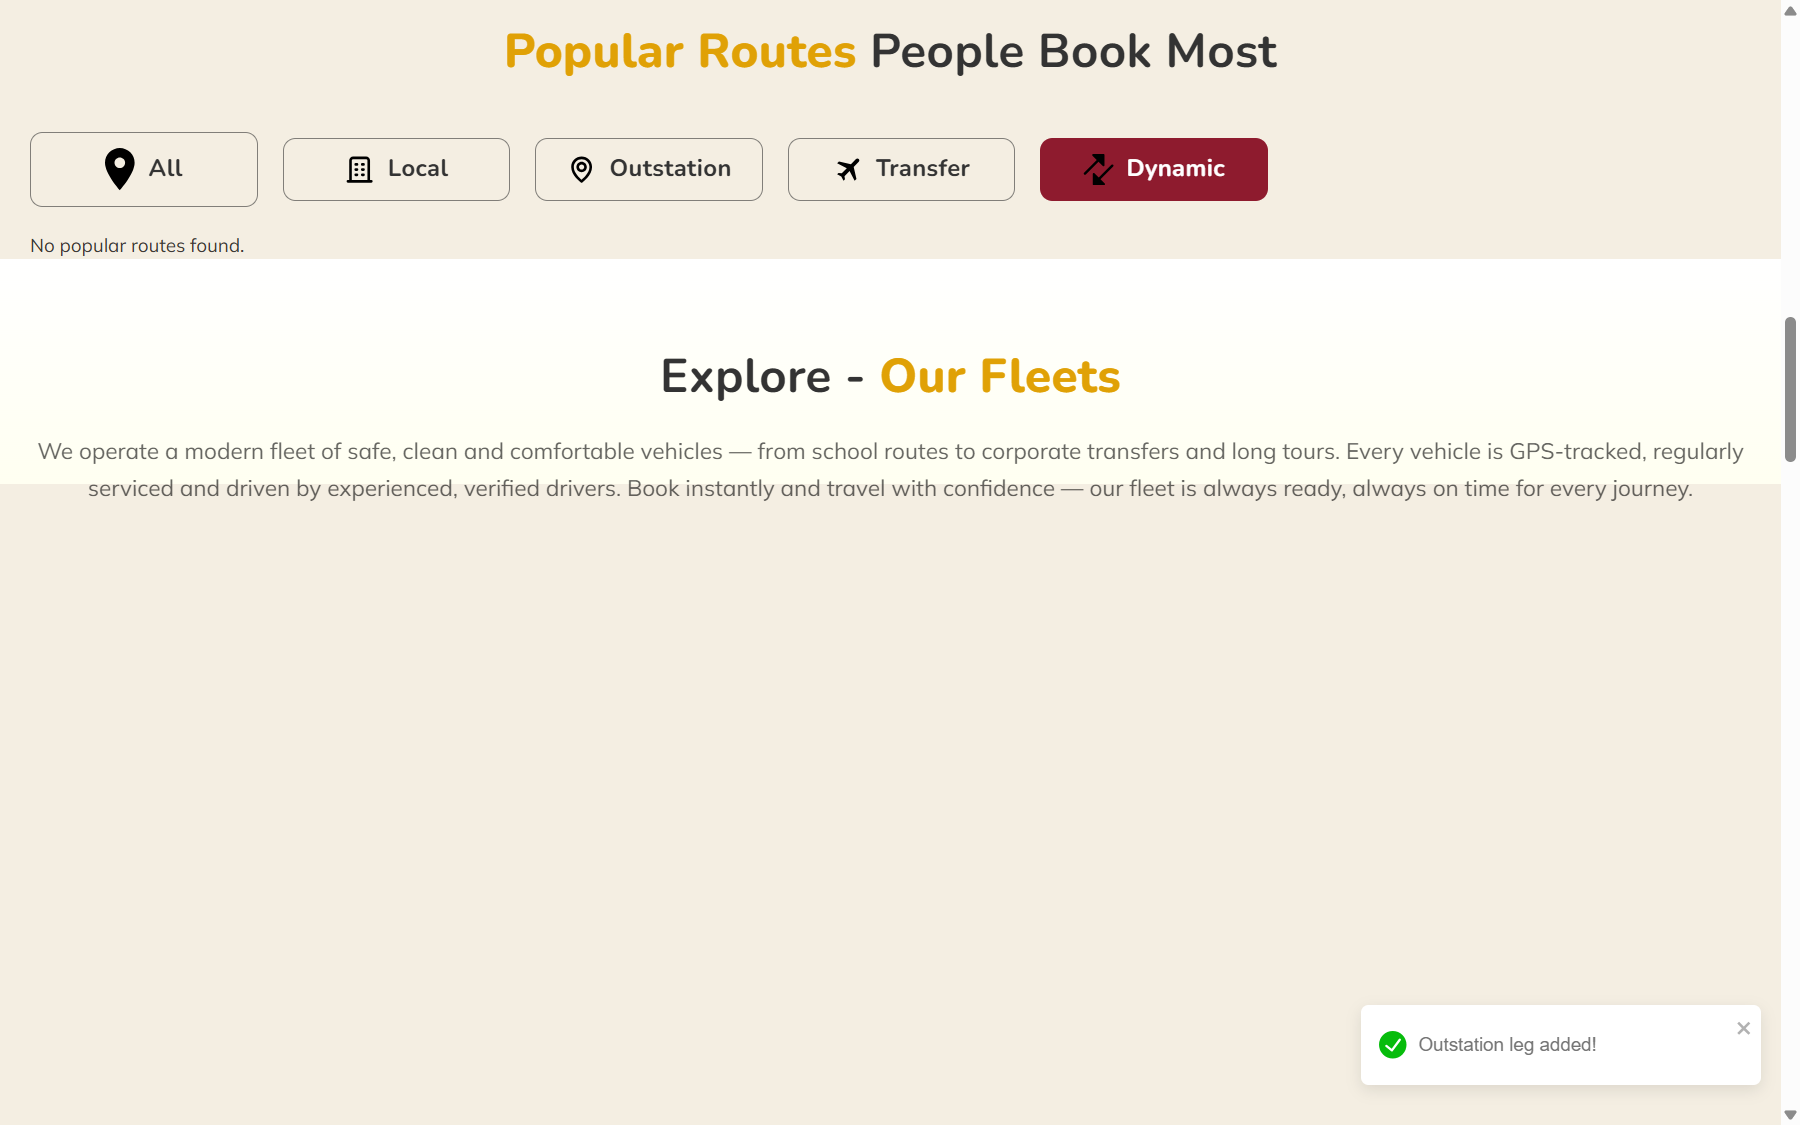 Popular Routes People Book Most
All
Local
Outstation
Transfer
Dynamic
No popular routes found.
Explore - Our Fleets
We operate a modern fleet of safe, clean and comfortable vehicles — from school routes to corporate transfers and long tours. Every vehicle is GPS-tracked, regularly
serviced and driven by experienced, verified drivers. Book instantly and travel with confidence — our fleet is always ready, always on time for every journey.
Outstation leg added!